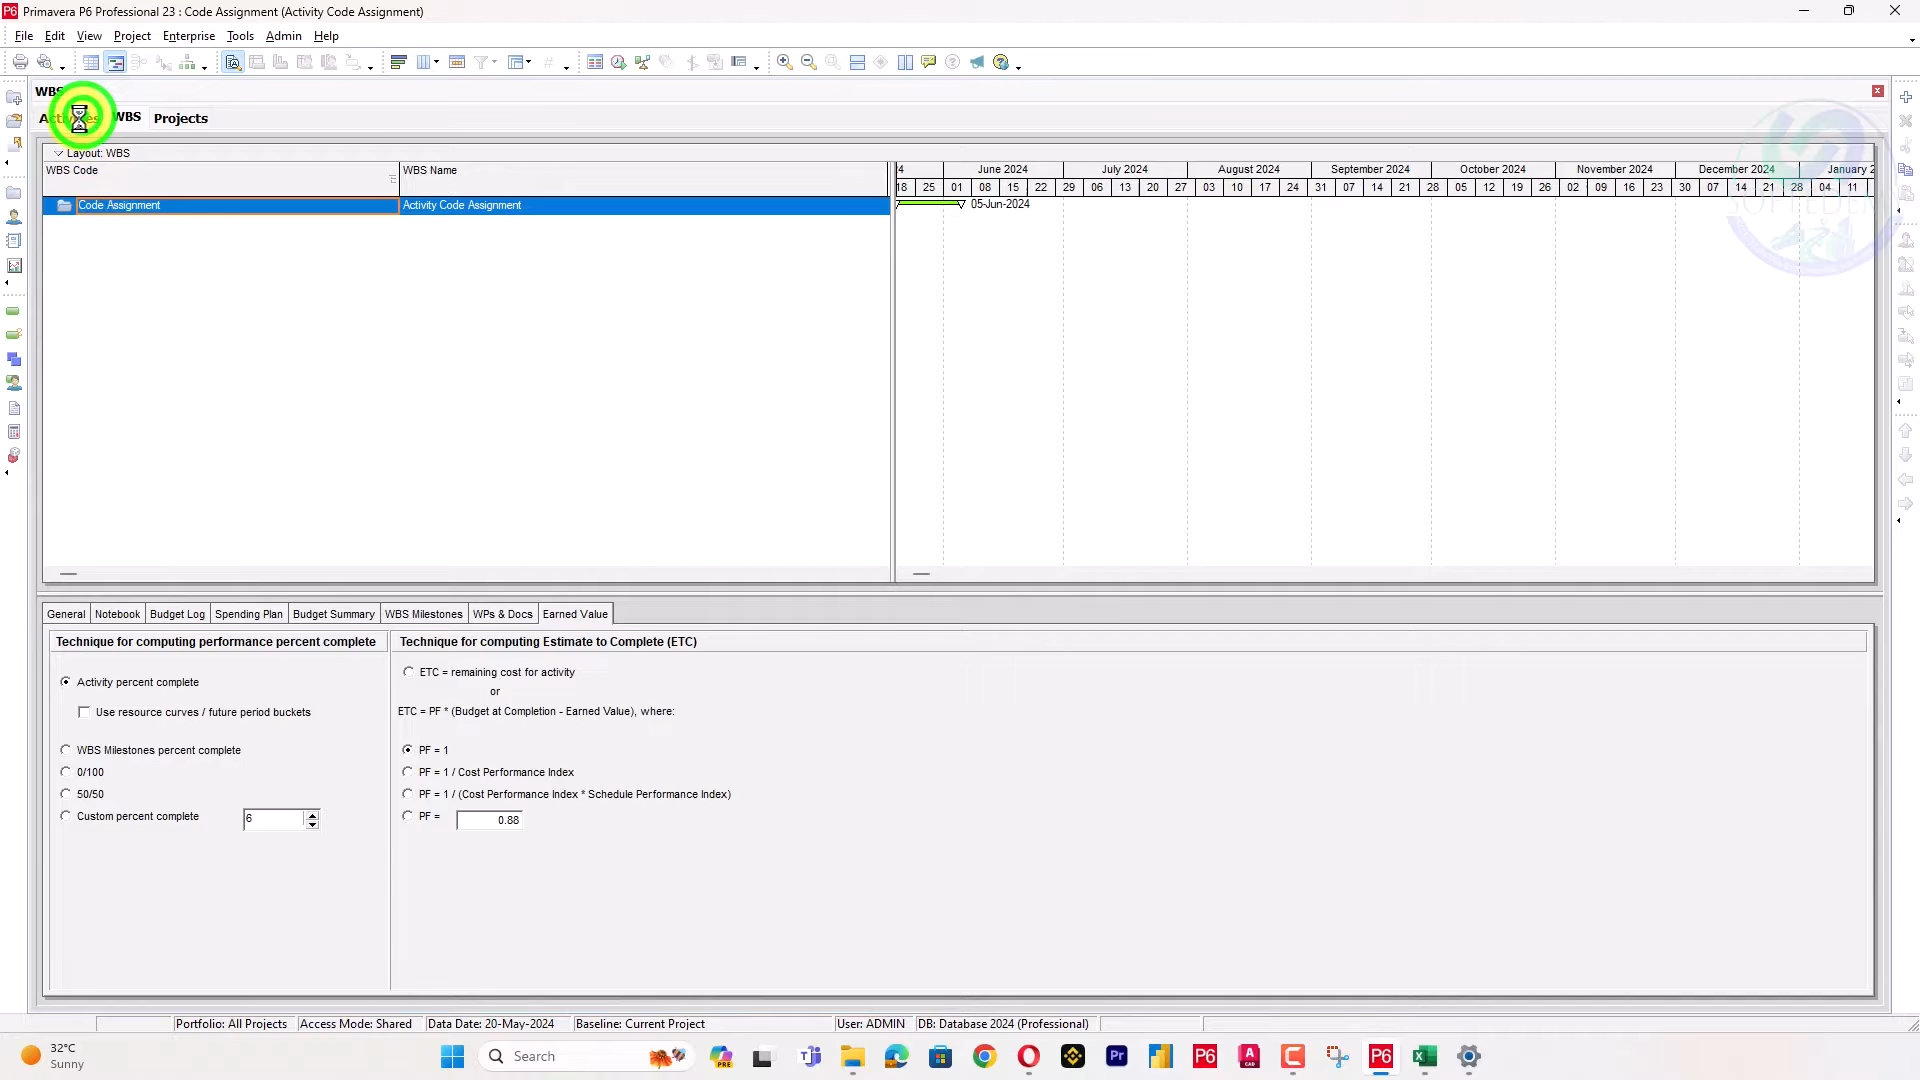 Primavera P6 Professional 23 : Code Assignment (Activity Code Assignment)
File Edit View Project Enterprise Tools Admin Help
WBS
Activities WBS Projects
Layout: WBS
WBS Code WBS Name
4 June 2024 July 2024 August 2024 September 2024 October 2024 November 2024 December 2024 January 2
18 25 01 08 15 22 29 06 13 20 27 03 10 17 24 31 07 14 21 28 05 12 19 26 02 09 16 23 30 07 14 21 28 04 11
Code Assignment Activity Code Assignment 05-Jun-2024
General Notebook Budget Log Spending Plan Budget Summary WBS Milestones WPs & Docs Earned Value
Technique for computing performance percent complete
Activity percent complete
Use resource curves / future period buckets
WBS Milestones percent complete
0/100
50/50
Custom percent complete 6
Technique for computing Estimate to Complete (ETC)
ETC = remaining cost for activity
or
ETC = PF * (Budget at Completion - Earned Value), where:
PF = 1
PF = 1 / Cost Performance Index
PF = 1 / (Cost Performance Index * Schedule Performance Index)
PF = 0.88
Portfolio: All Projects Access Mode: Shared Data Date: 20-May-2024 Baseline: Current Project User: ADMIN DB: Database 2024 (Professional)
32°C
Sunny
Search